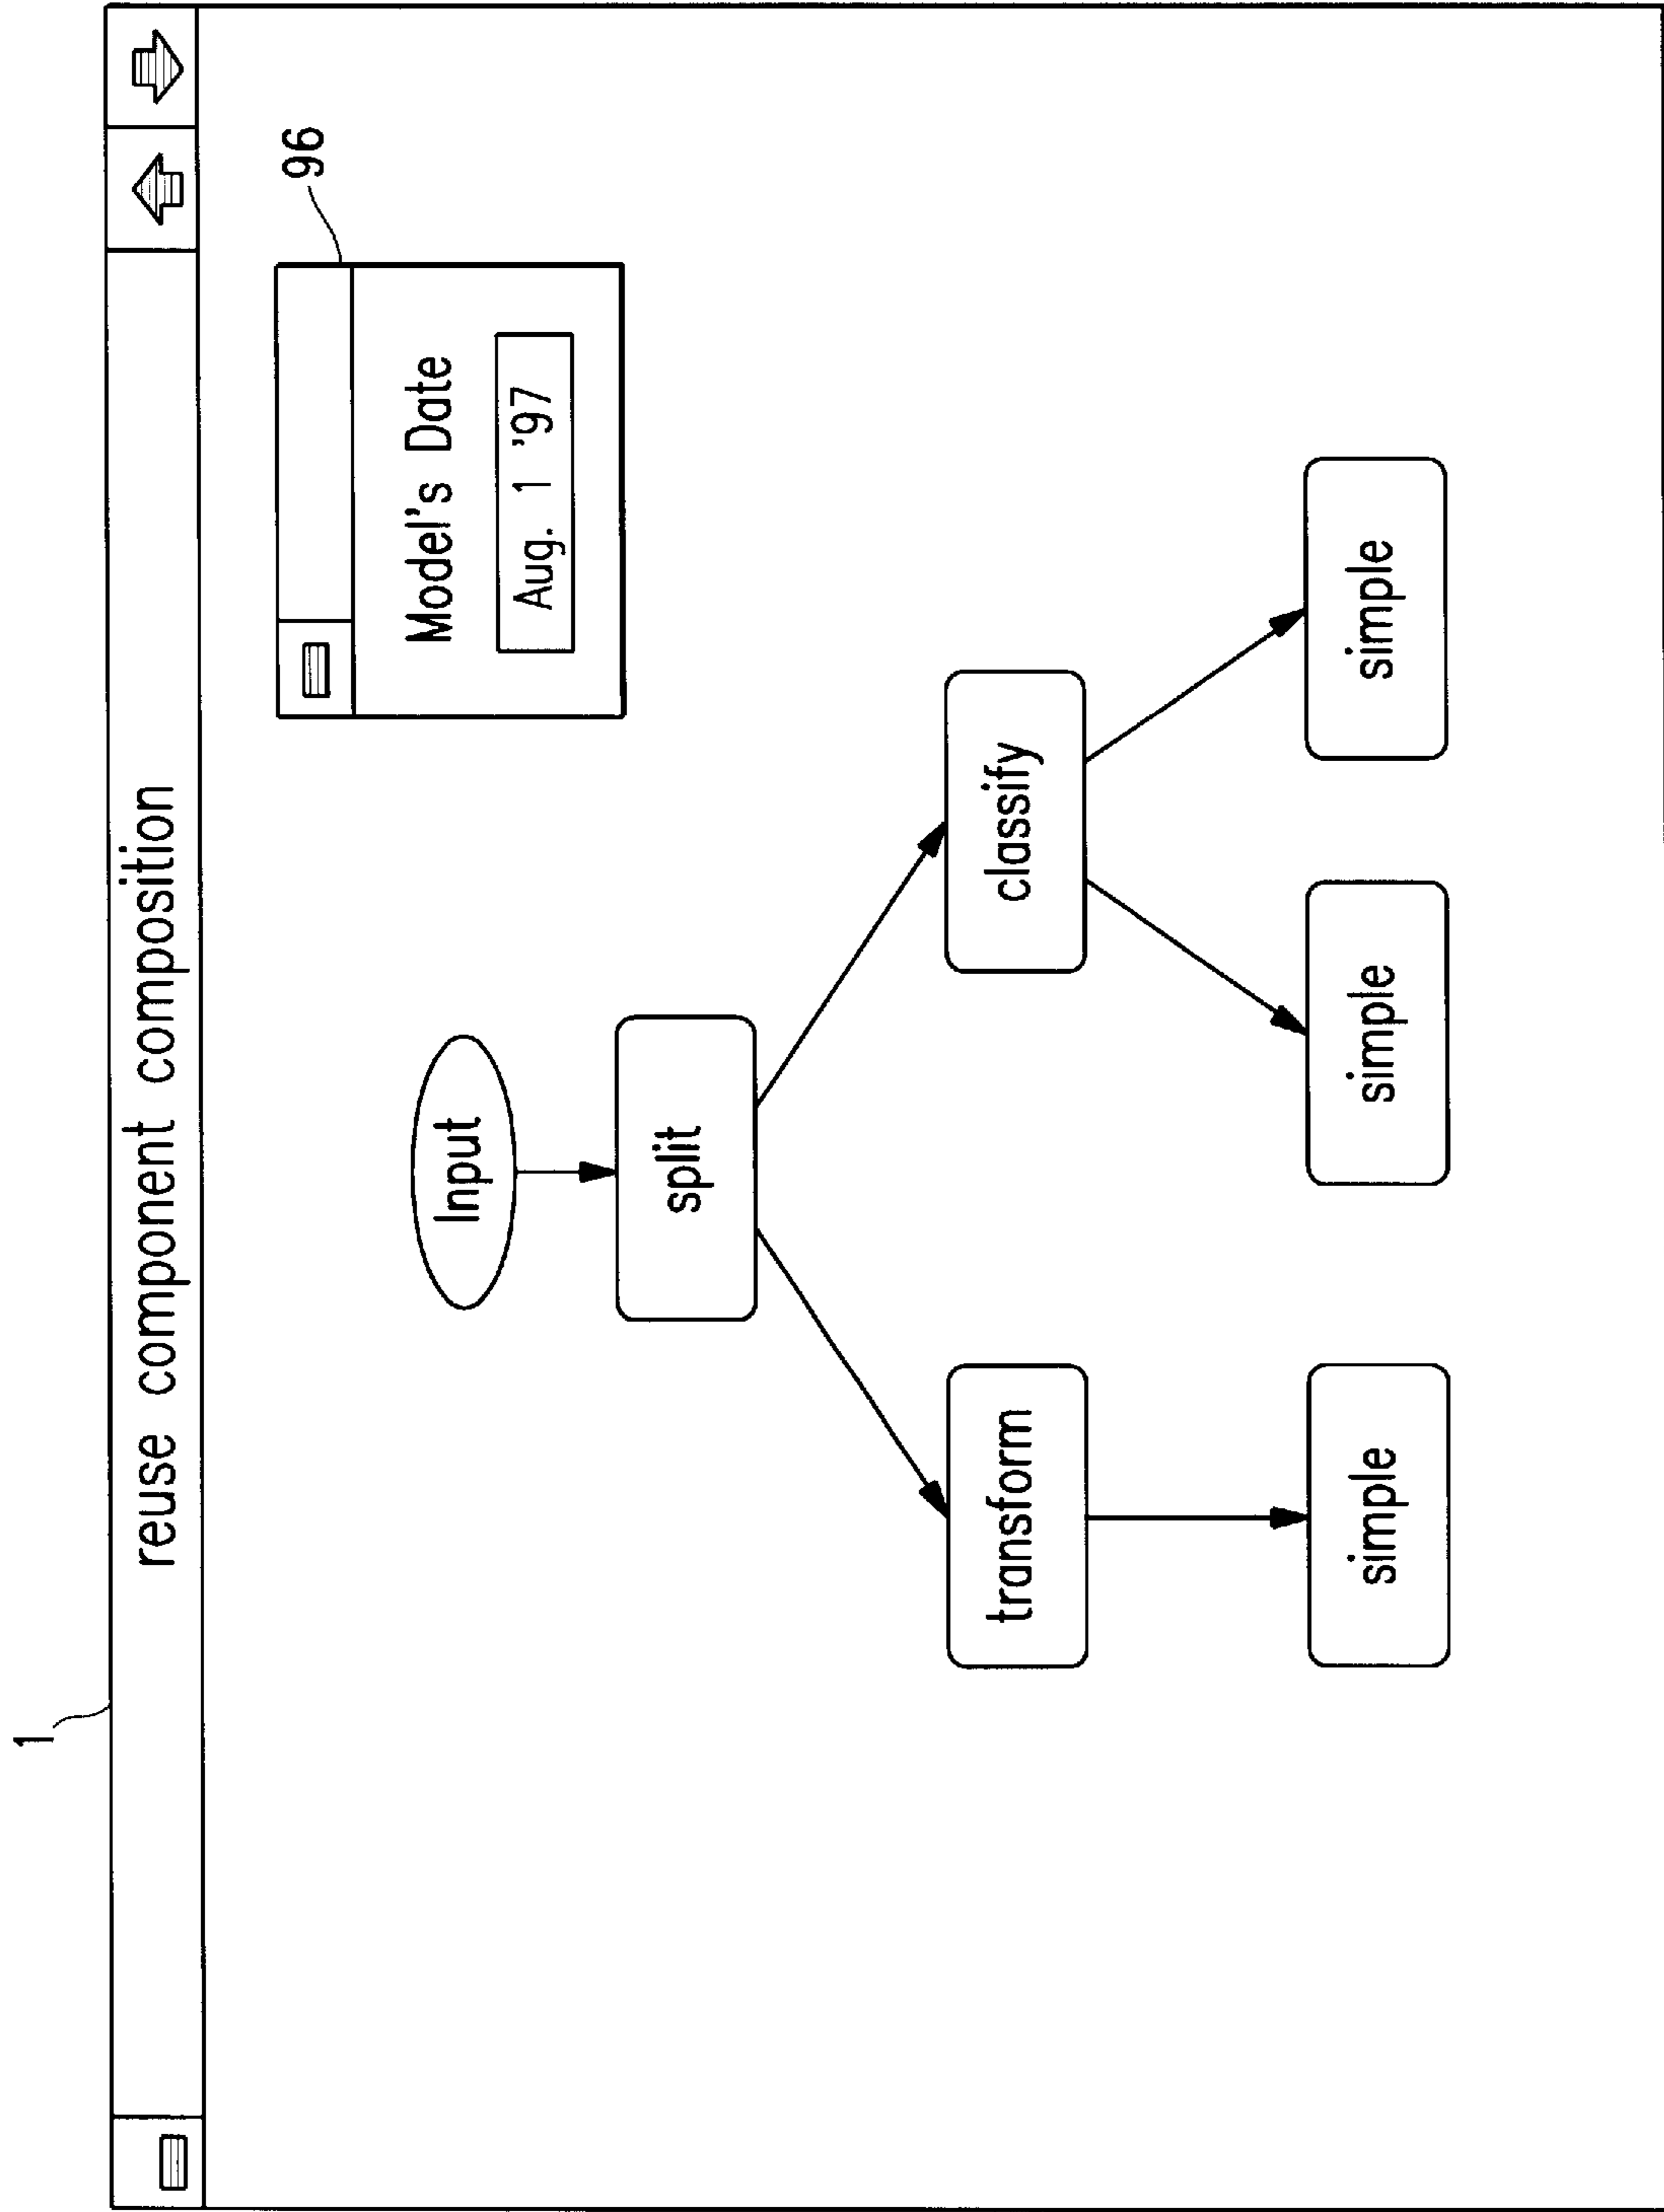 1
reuse component composition
96
Model's Date
Aug. 1 '97
Input
split
transform
classify
simple
simple
simple